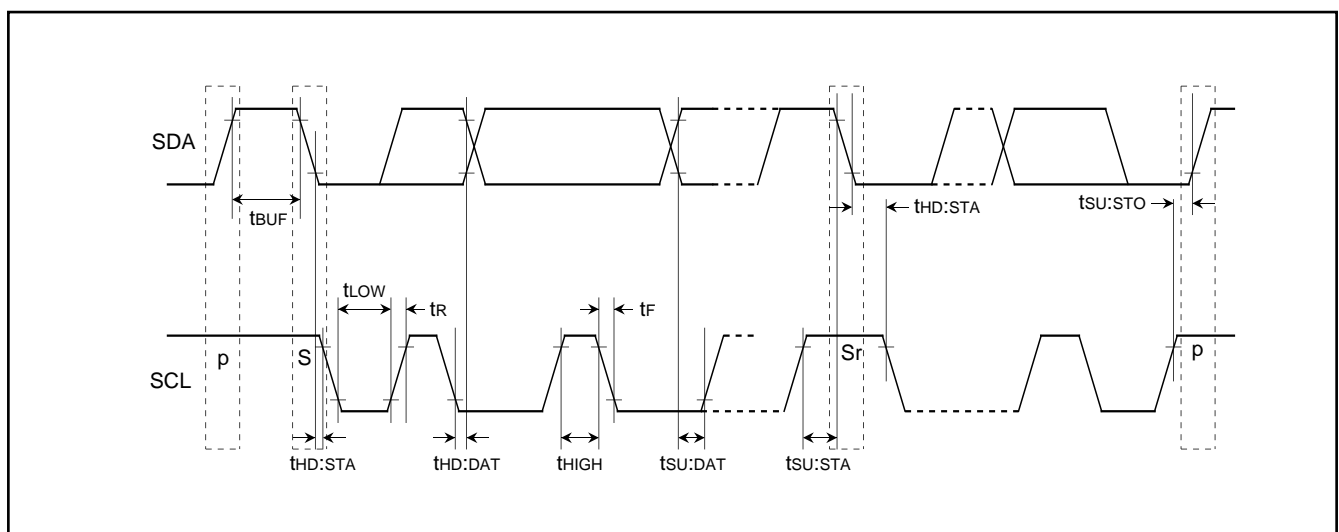 SDA
tBUF
tHD:STA
tSU:STO
tLOW
tR
tF
p
S
Sr
p
SCL
tHD:STA
tHD:DAT
tHIGH
tSU:DAT
tSU:STA